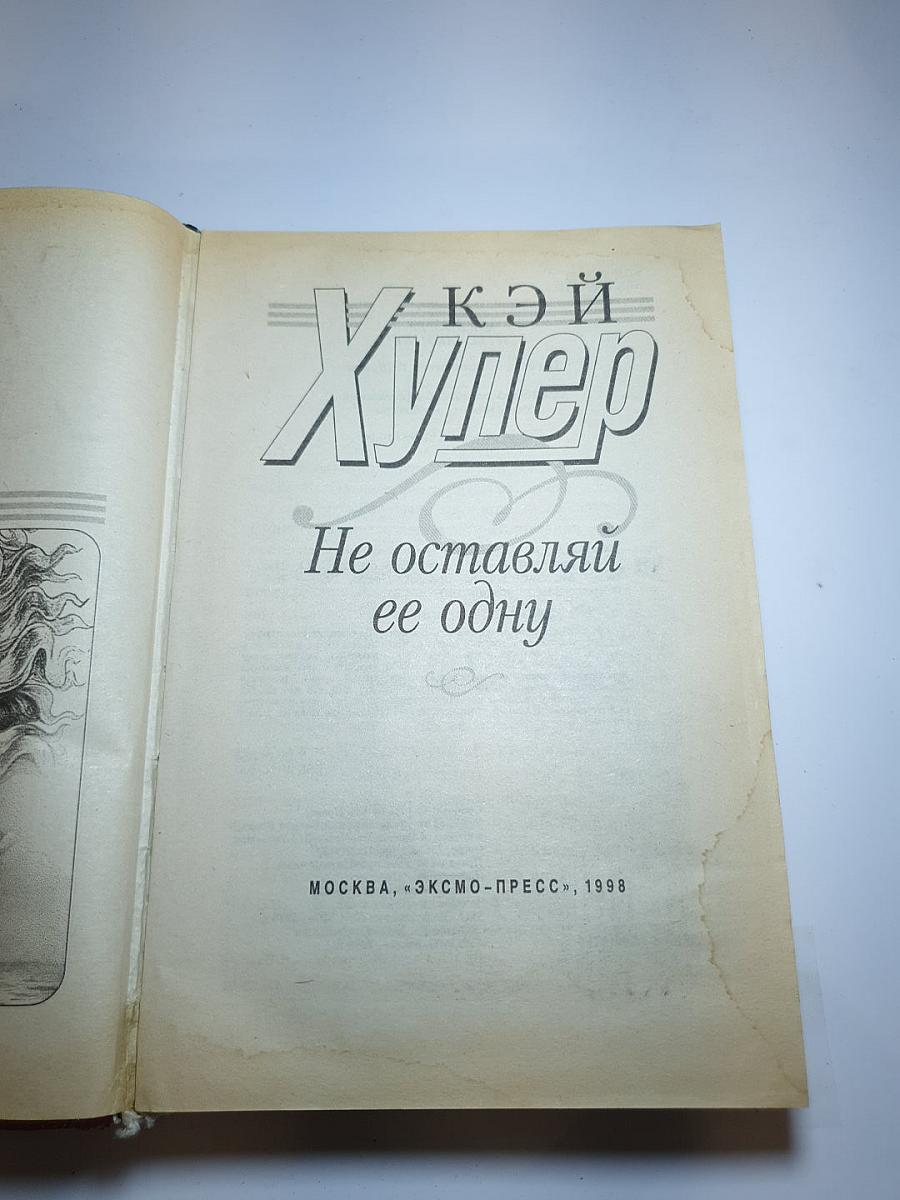 КЭЙ
Хупер
Не оставляй
ее одну
МОСКВА, «ЭКСМО-ПРЕСС», 1998